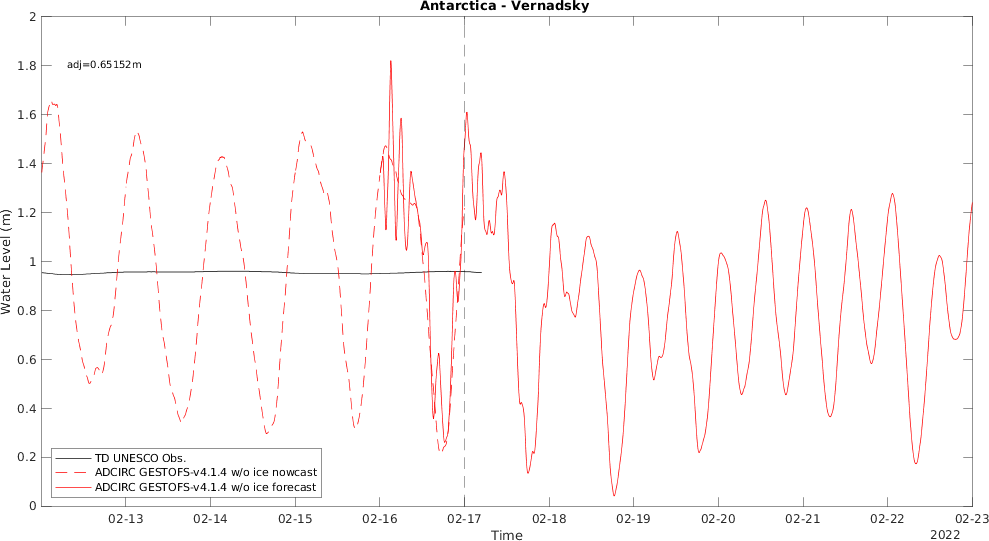 Antarctica - Vernadsky
adj=0.65152m
Water Level (m)
2
1.8
1.6
1.4
1.2
1
0.8
0.6
0.4
0.2
0
TD UNESCO Obs.
ADCIRC GESTOFS-v4.1.4 w/o ice nowcast
ADCIRC GESTOFS-v4.1.4 w/o ice forecast
02-13 02-14 02-15 02-16 02-17 02-18 02-19 02-20 02-21 02-22 02-23
Time
2022